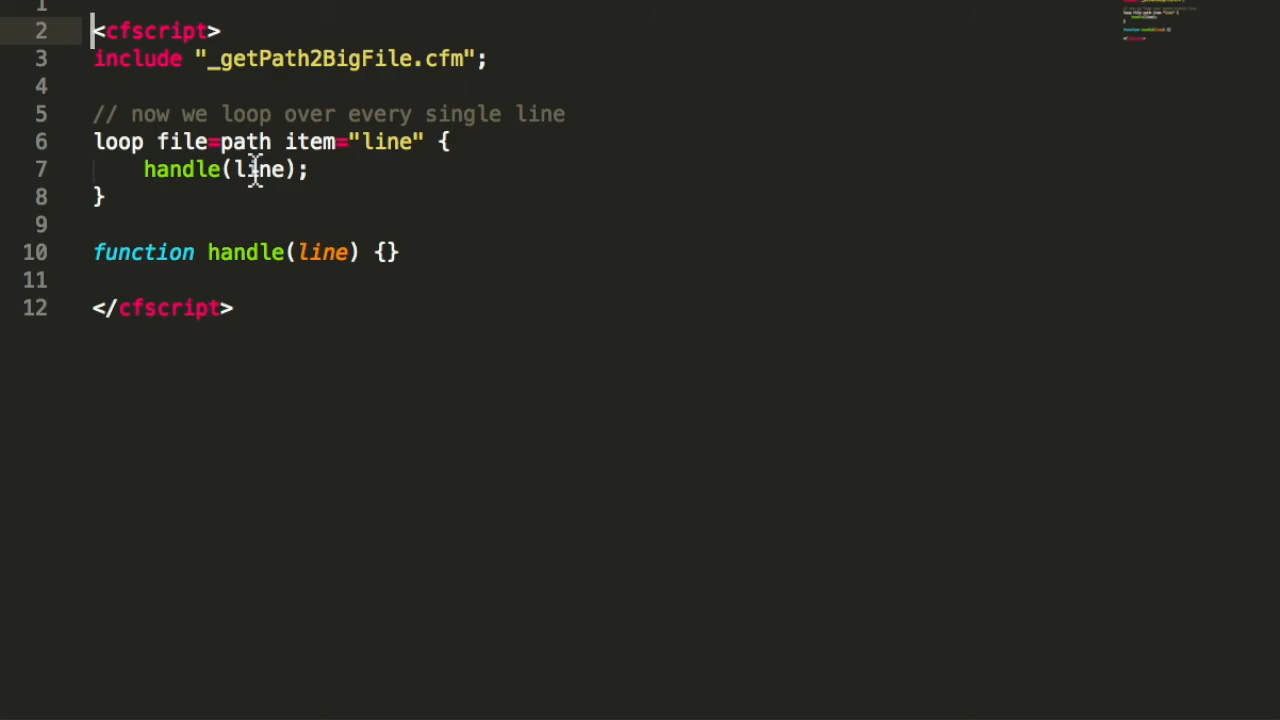 1
2 <cfscript>
3 include "_getPath2BigFile.cfm";
4
5 // now we loop over every single line
6 loop file=path item="line" {
7     handle(line);
8 }
9
10 function handle(line) {}
11
12 </cfscript>